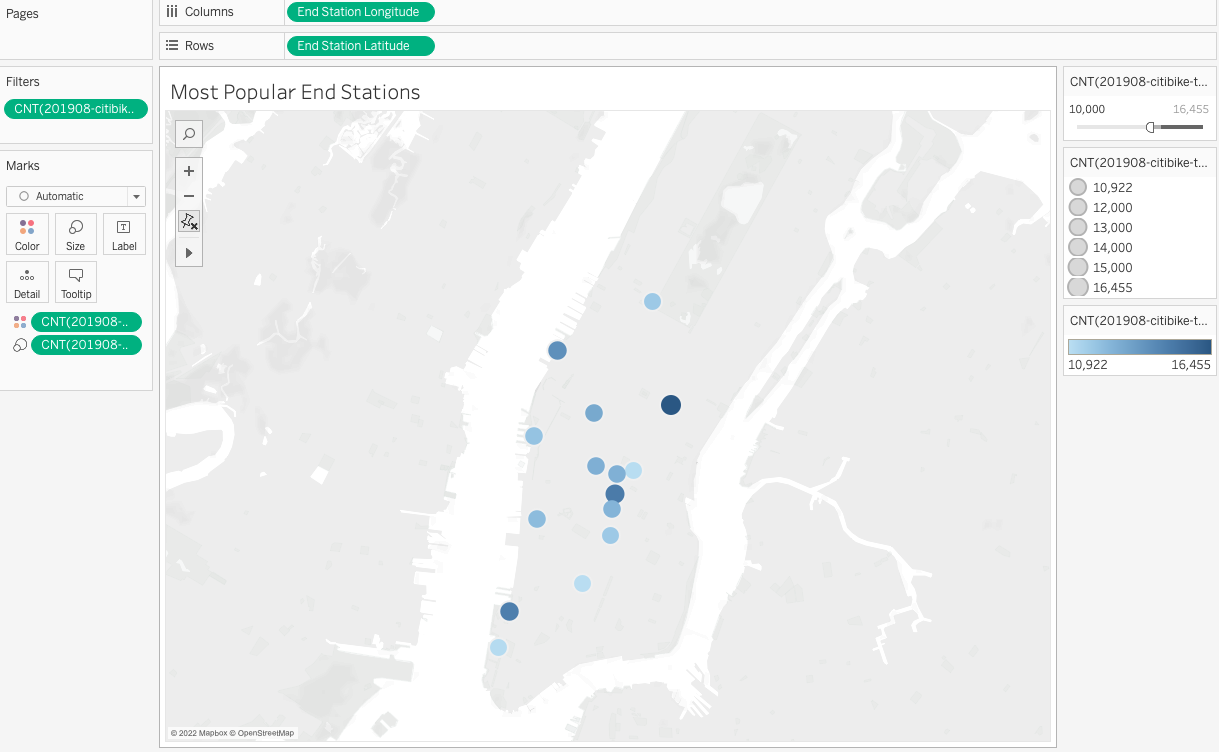 Pages
Columns
End Station Longitude
Rows
End Station Latitude
Filters
CNT(201908-citibik..
Marks
Automatic
Color
Size
Label
Detail
Tooltip
CNT(201908-..
CNT(201908-..
Most Popular End Stations
© 2022 Mapbox © OpenStreetMap
CNT(201908-citibike-t...
10,000 16,455
CNT(201908-citibike-t...
10,922
12,000
13,000
14,000
15,000
16,455
CNT(201908-citibike-t...
10,922 16,455